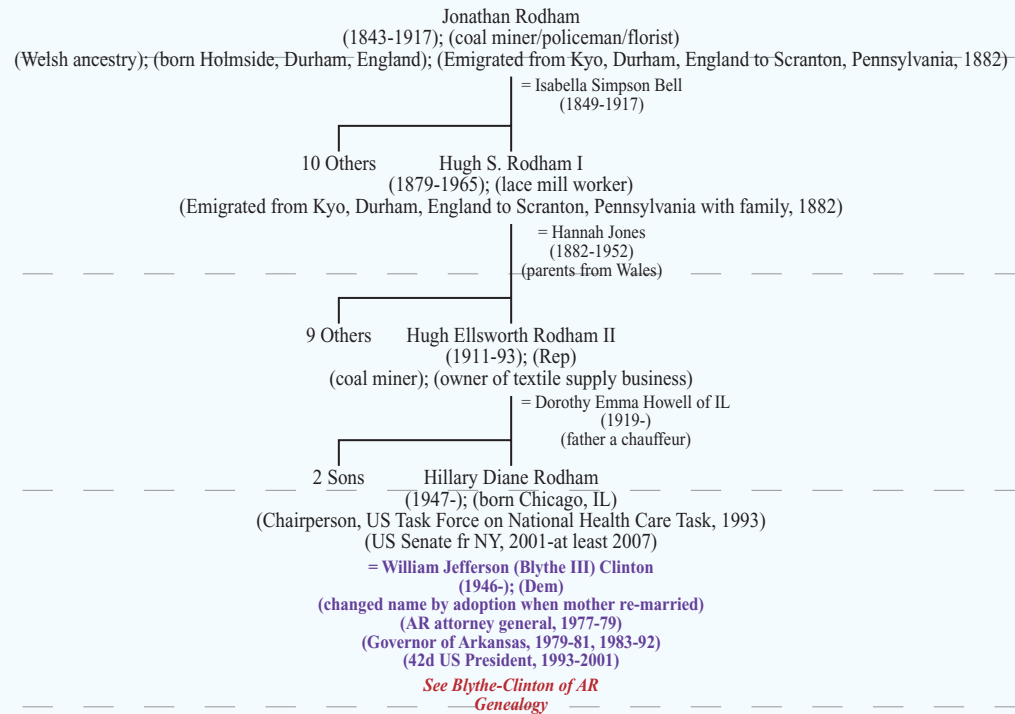 Jonathan Rodham
(1843-1917); (coal miner/policeman/florist)
(Welsh ancestry); (born Holmside, Durham, England); (Emigrated from Kyo, Durham, England to Scranton, Pennsylvania, 1882)
= Isabella Simpson Bell
(1849-1917)
10 Others
Hugh S. Rodham I
(1879-1965); (lace mill worker)
(Emigrated from Kyo, Durham, England to Scranton, Pennsylvania with family, 1882)
= Hannah Jones
(1882-1952)
(parents from Wales)
9 Others
Hugh Ellsworth Rodham II
(1911-93); (Rep)
(coal miner); (owner of textile supply business)
= Dorothy Emma Howell of IL
(1919-)
(father a chauffeur)
2 Sons
Hillary Diane Rodham
(1947-); (born Chicago, IL)
(Chairperson, US Task Force on National Health Care Task, 1993)
(US Senate fr NY, 2001-at least 2007)
= William Jefferson (Blythe III) Clinton
(1946-); (Dem)
(changed name by adoption when mother re-married)
(AR attorney general, 1977-79)
(Governor of Arkansas, 1979-81, 1983-92)
(42d US President, 1993-2001)
See Blythe-Clinton of AR
Genealogy